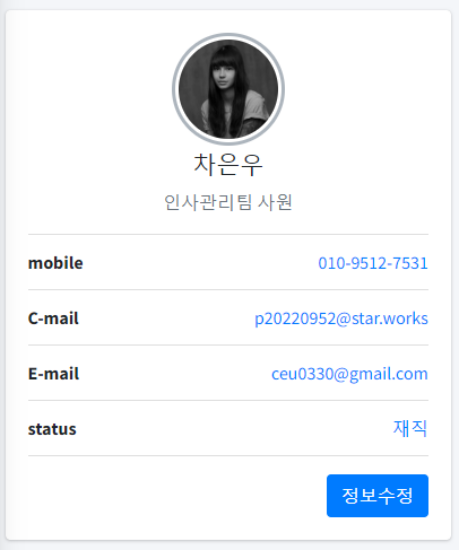 차은우
인사관리팀 사원
mobile 010-9512-7531
C-mail p20220952@star.works
E-mail ceu0330@gmail.com
status 재직
정보수정